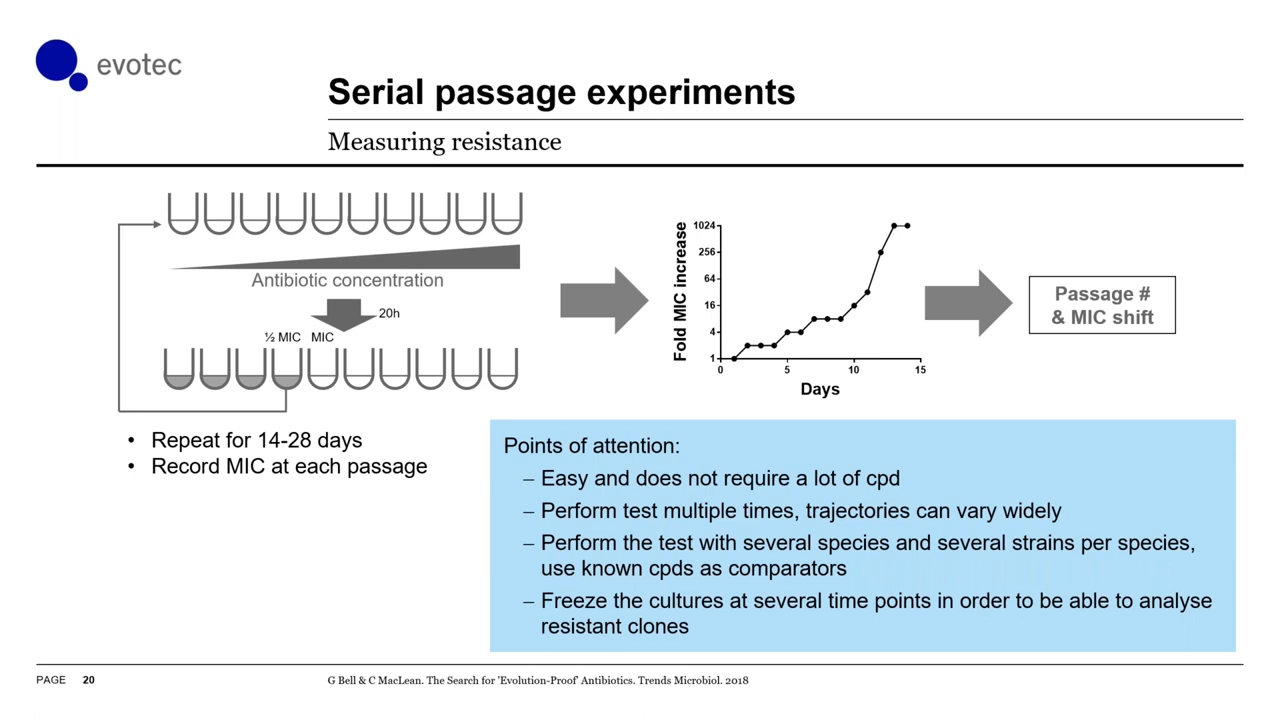 evotec
Serial passage experiments
Measuring resistance
Antibiotic concentration
20h
½ MIC MIC
• Repeat for 14-28 days
• Record MIC at each passage
Fold MIC increase
1024
256
64
16
4
1
0 5 10 15
Days
Passage #
& MIC shift
Points of attention:
– Easy and does not require a lot of cpd
– Perform test multiple times, trajectories can vary widely
– Perform the test with several species and several strains per species,
use known cpds as comparators
– Freeze the cultures at several time points in order to be able to analyse
resistant clones
PAGE 20
G Bell & C MacLean. The Search for 'Evolution-Proof' Antibiotics. Trends Microbiol. 2018